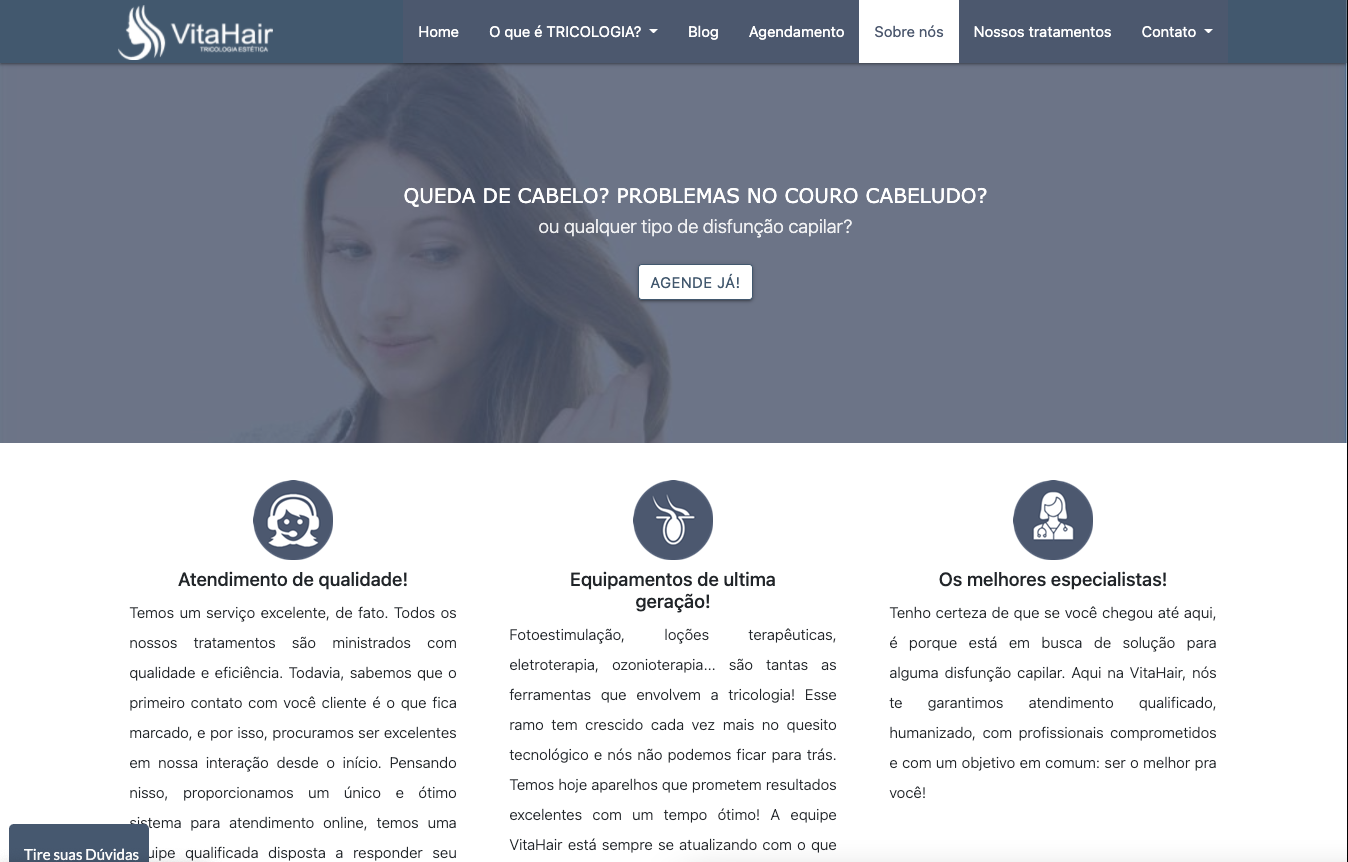 VitaHair
TRICOLOGIA ESTÉTICA
Home
O que é TRICOLOGIA?
Blog
Agendamento
Sobre nós
Nossos tratamentos
Contato
QUEDA DE CABELO? PROBLEMAS NO COURO CABELUDO?
ou qualquer tipo de disfunção capilar?
AGENDE JÁ!
Atendimento de qualidade!
Temos um serviço excelente, de fato. Todos os
nossos tratamentos são ministrados com
qualidade e eficiência. Todavia, sabemos que o
primeiro contato com você cliente é o que fica
marcado, e por isso, procuramos ser excelentes
em nossa interação desde o início. Pensando
nisso, proporcionamos um único e ótimo
sistema para atendimento online, temos uma
uipe qualificada disposta a responder seu
Equipamentos de ultima
geração!
Fotoestimulação, loções terapêuticas,
eletroterapia, ozonioterapia... são tantas as
ferramentas que envolvem a tricologia! Esse
ramo tem crescido cada vez mais no quesito
tecnológico e nós não podemos ficar para trás.
Temos hoje aparelhos que prometem resultados
excelentes com um tempo ótimo! A equipe
VitaHair está sempre se atualizando com o que
Os melhores especialistas!
Tenho certeza de que se você chegou até aqui,
é porque está em busca de solução para
alguma disfunção capilar. Aqui na VitaHair, nós
te garantimos atendimento qualificado,
humanizado, com profissionais comprometidos
e com um objetivo em comum: ser o melhor pra
você!
Tire suas Dúvidas